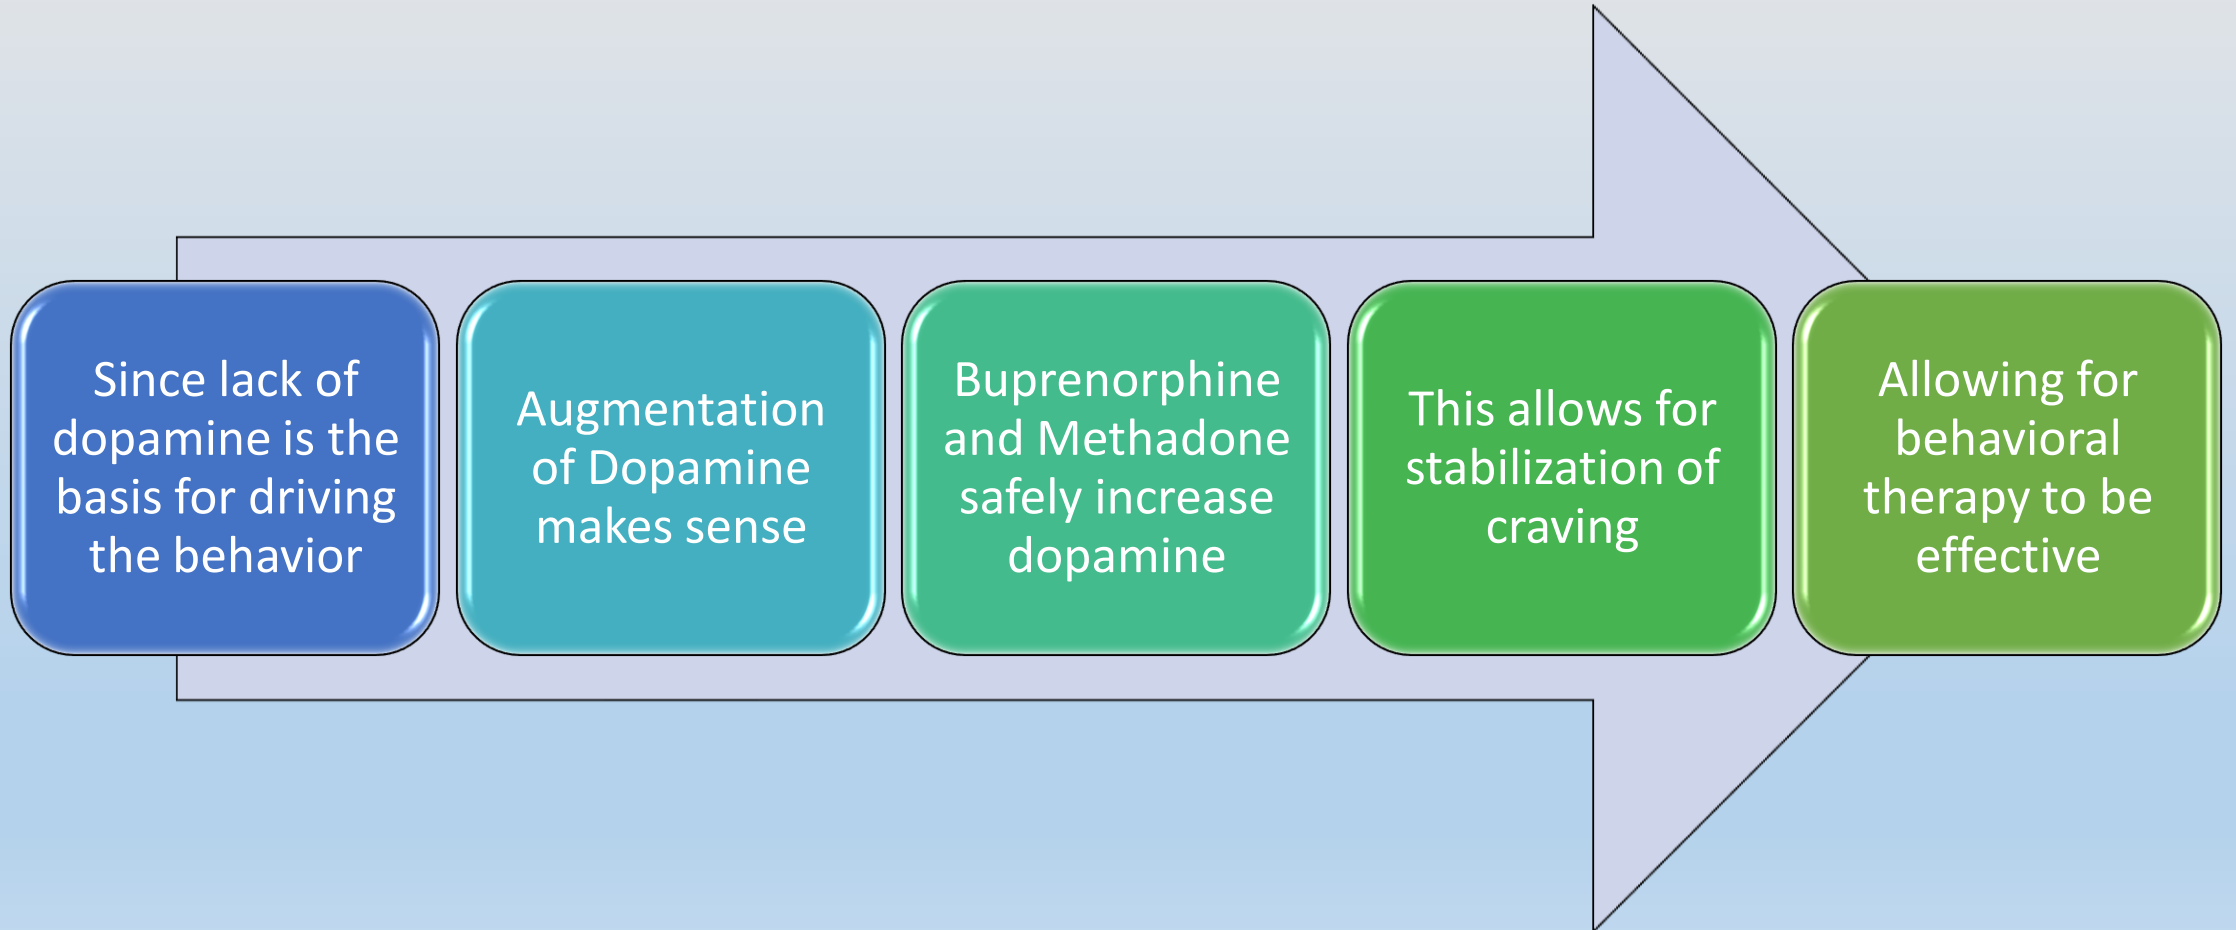 Since lack of
dopamine is the
basis for driving
the behavior
Augmentation
of Dopamine
makes sense
Buprenorphine
and Methadone
safely increase
dopamine
This allows for
stabilization of
craving
Allowing for
behavioral
therapy to be
effective